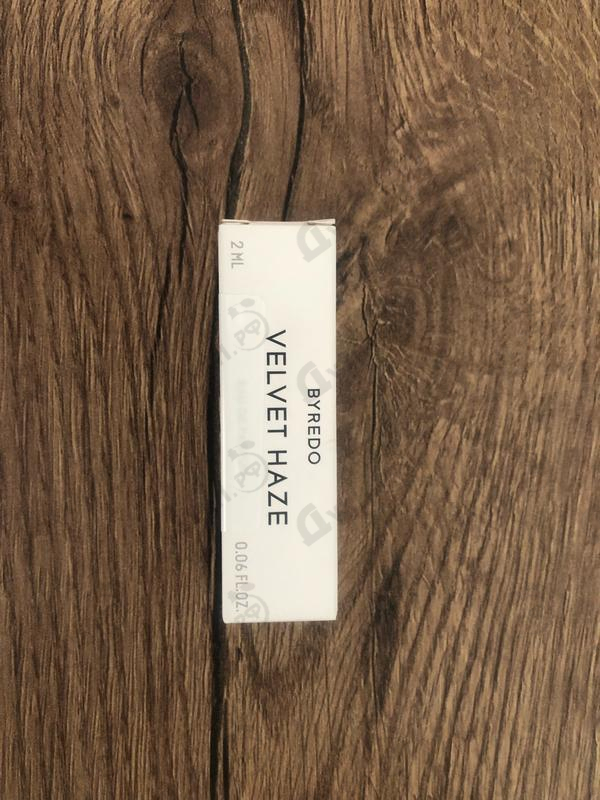 BYREDO
VELVET HAZE
2 ML
0.06 FL.OZ.